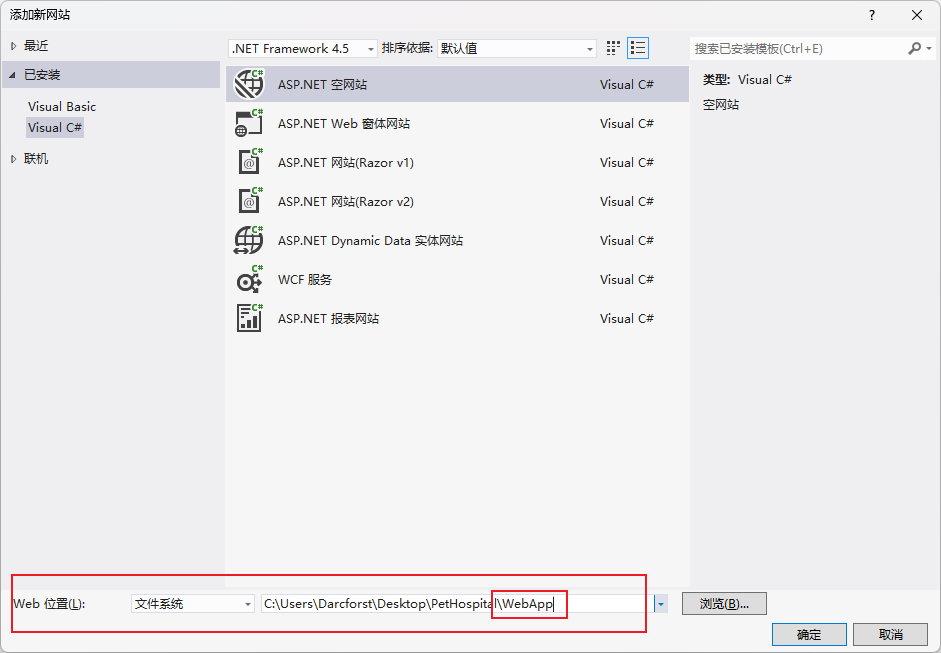 添加新网站
?
最近
已安装
Visual Basic
Visual C#
联机
.NET Framework 4.5 排序依据: 默认值
ASP.NET 空网站 Visual C#
ASP.NET Web 窗体网站 Visual C#
ASP.NET 网站(Razor v1) Visual C#
ASP.NET 网站(Razor v2) Visual C#
ASP.NET Dynamic Data 实体网站 Visual C#
WCF 服务 Visual C#
ASP.NET 报表网站 Visual C#
搜索已安装模板(Ctrl+E)
类型: Visual C#
空网站
Web 位置(L): 文件系统 C:\Users\Darcforst\Desktop\PetHospital\WebApp 浏览(B)...
确定 取消